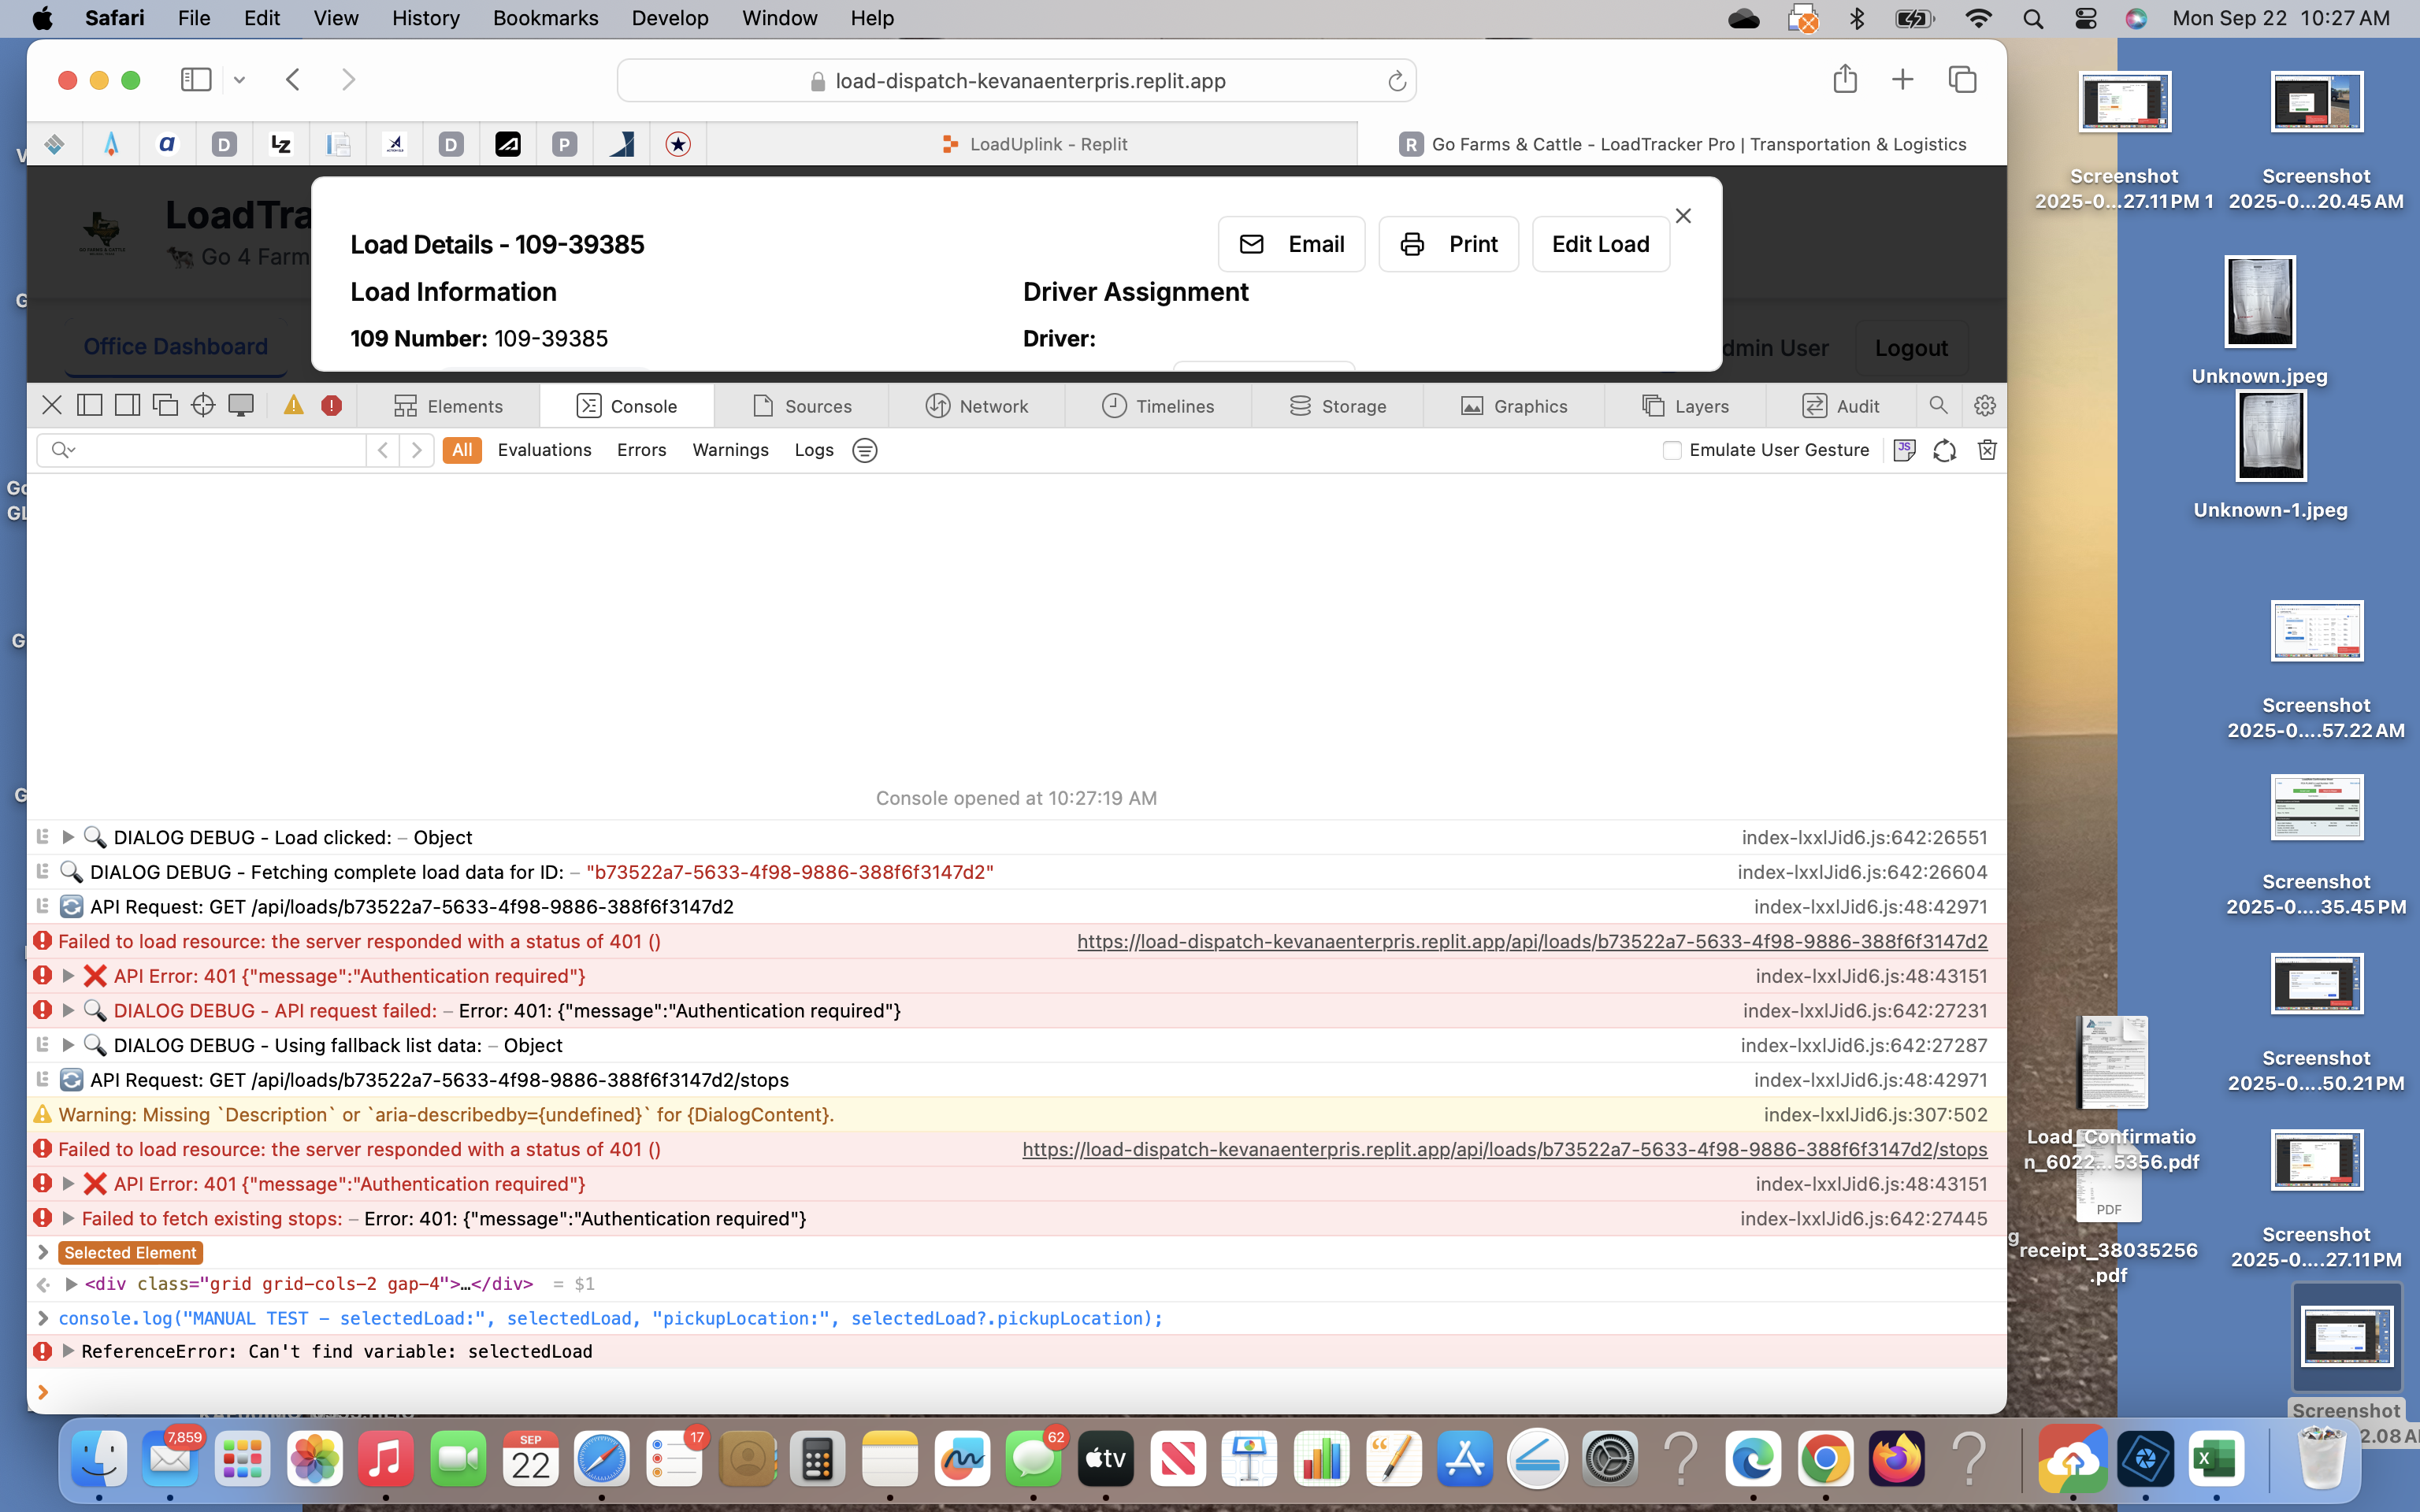 Safari File Edit View History Bookmarks Develop Window Help Mon Sep 22 10:27 AM
load-dispatch-kevanaenterpris.replit.app
LoadUplink - Replit
R Go Farms & Cattle - LoadTracker Pro | Transportation & Logistics
LoadTra
Go 4 Farm
Office Dashboard
dmin User
Logout
Load Details - 109-39385
Email
Print
Edit Load
Load Information
Driver Assignment
109 Number: 109-39385
Driver:
Elements Console Sources Network Timelines Storage Graphics Layers Audit
All Evaluations Errors Warnings Logs Emulate User Gesture
Console opened at 10:27:19 AM
DIALOG DEBUG - Load clicked: – Object index-lxxlJid6.js:642:26551
DIALOG DEBUG - Fetching complete load data for ID: – "b73522a7-5633-4f98-9886-388f6f3147d2" index-lxxlJid6.js:642:26604
API Request: GET /api/loads/b73522a7-5633-4f98-9886-388f6f3147d2 index-lxxlJid6.js:48:42971
Failed to load resource: the server responded with a status of 401 () https://load-dispatch-kevanaenterpris.replit.app/api/loads/b73522a7-5633-4f98-9886-388f6f3147d2
API Error: 401 {"message":"Authentication required"} index-lxxlJid6.js:48:43151
DIALOG DEBUG - API request failed: – Error: 401: {"message":"Authentication required"} index-lxxlJid6.js:642:27231
DIALOG DEBUG - Using fallback list data: – Object index-lxxlJid6.js:642:27287
API Request: GET /api/loads/b73522a7-5633-4f98-9886-388f6f3147d2/stops index-lxxlJid6.js:48:42971
Warning: Missing `Description` or `aria-describedby={undefined}` for {DialogContent}. index-lxxlJid6.js:307:502
Failed to load resource: the server responded with a status of 401 () https://load-dispatch-kevanaenterpris.replit.app/api/loads/b73522a7-5633-4f98-9886-388f6f3147d2/stops
API Error: 401 {"message":"Authentication required"} index-lxxlJid6.js:48:43151
Failed to fetch existing stops: – Error: 401: {"message":"Authentication required"} index-lxxlJid6.js:642:27445
Selected Element
<div class="grid grid-cols-2 gap-4">…</div> = $1
console.log("MANUAL TEST – selectedLoad:", selectedLoad, "pickupLocation:", selectedLoad?.pickupLocation);
ReferenceError: Can't find variable: selectedLoad
Screenshot
2025-0...27.11 PM 1
Screenshot
2025-0...20.45 AM
Unknown.jpeg
Unknown-1.jpeg
Screenshot
2025-0....57.22 AM
Screenshot
2025-0....35.45 PM
Screenshot
2025-0....50.21 PM
Load_Confirmatio
n_6022...5356.pdf
PDF
receipt_38035256
.pdf
Screenshot
2025-0....27.11 PM
Screenshot
2.08 A
7,859
SEP
22
17
62
tv